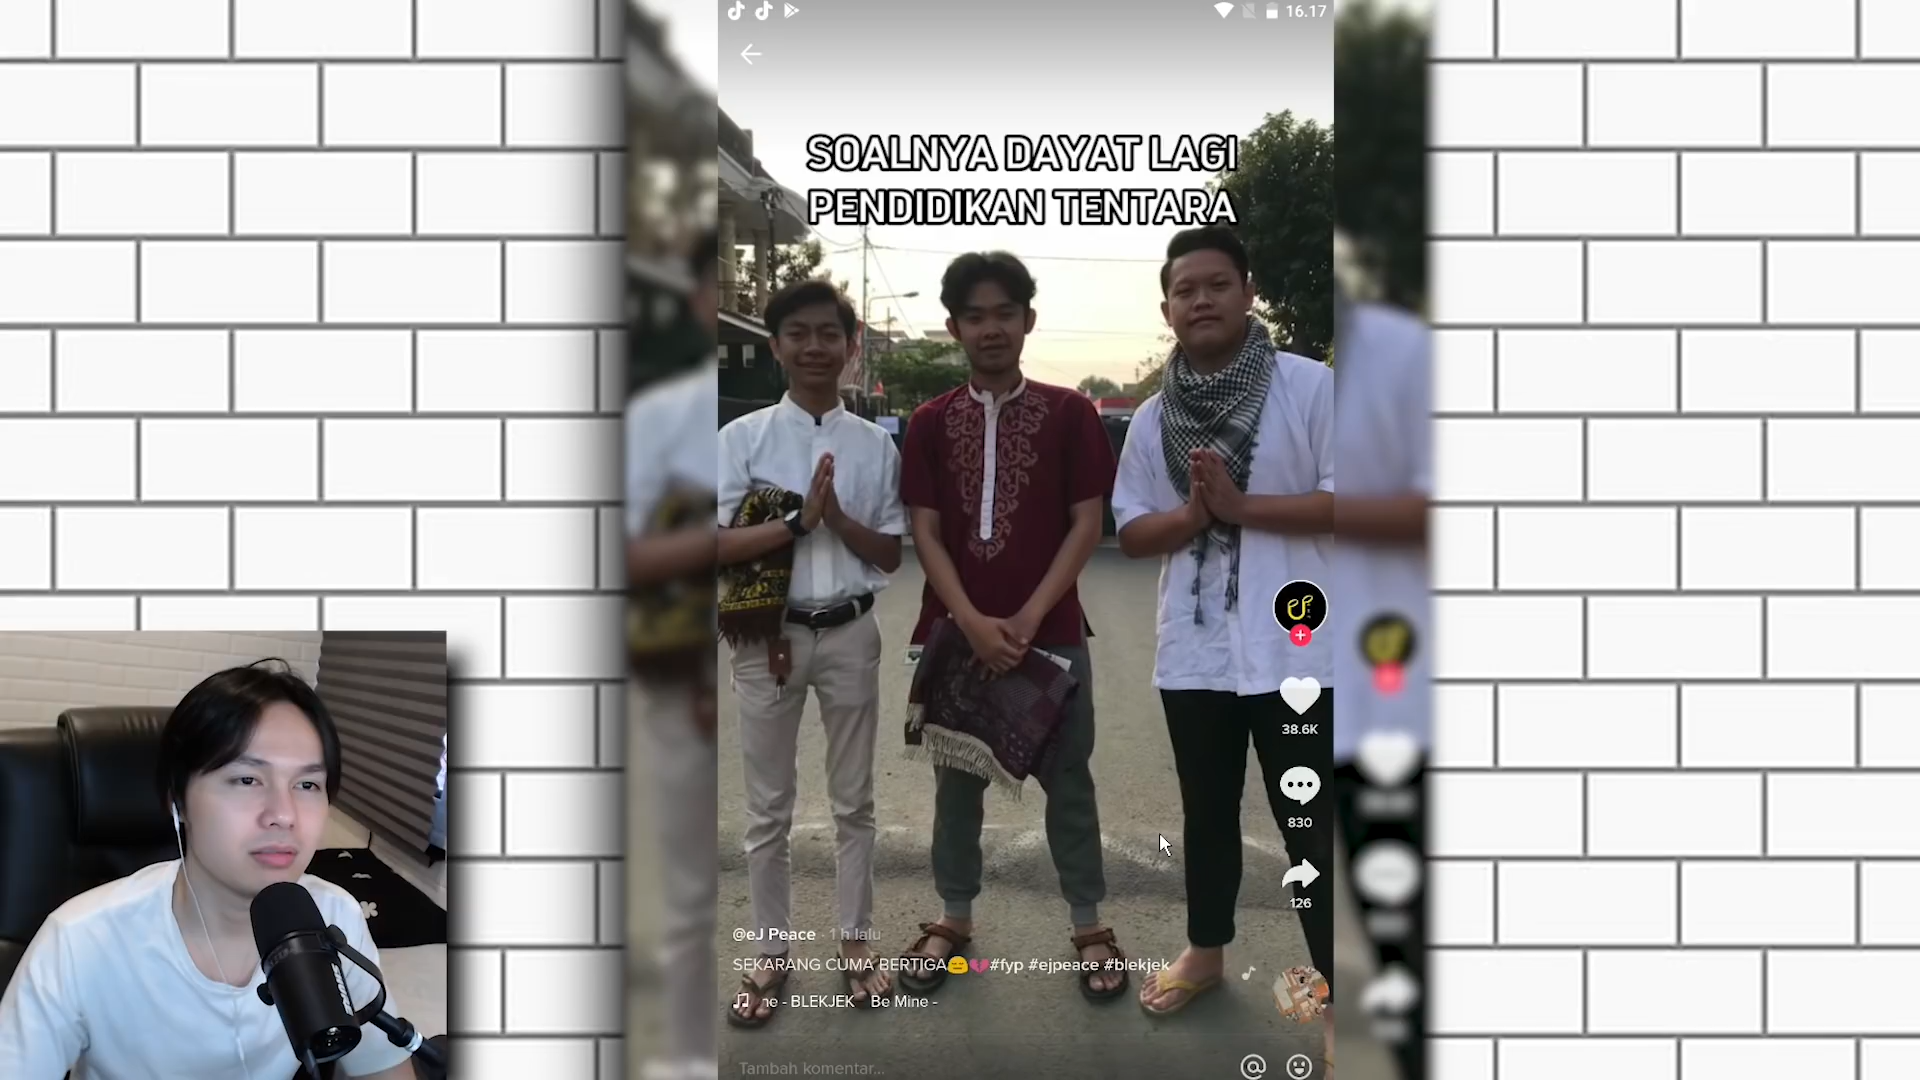 16.17
SOALNYA DAYAT LAGI
PENDIDIKAN TENTARA
38.6K
830
126
@eJ Peace · 1 h lalu
SEKARANG CUMA BERTIGA😔💔#fyp #ejpeace #blekjek
ne - BLEKJEK Be Mine -
Tambah komentar...